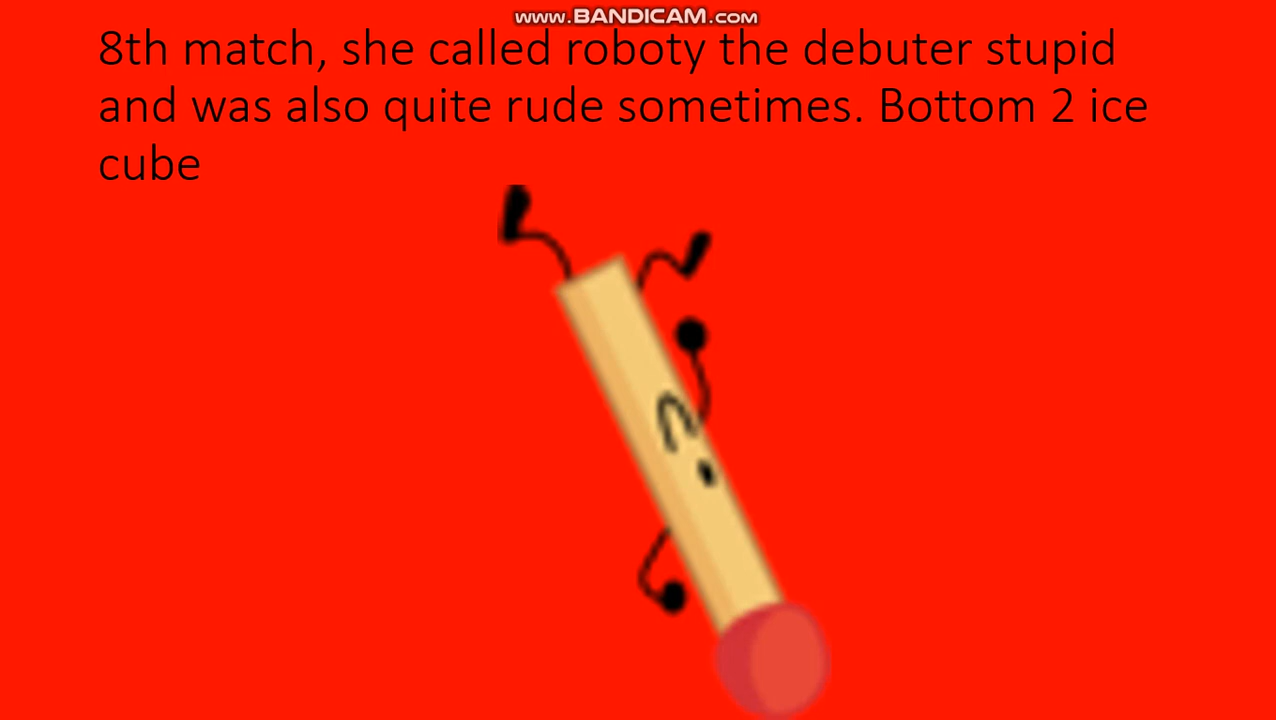 www.BANDICAM.com
8th match, she called roboty the debuter stupid
and was also quite rude sometimes. Bottom 2 ice
cube